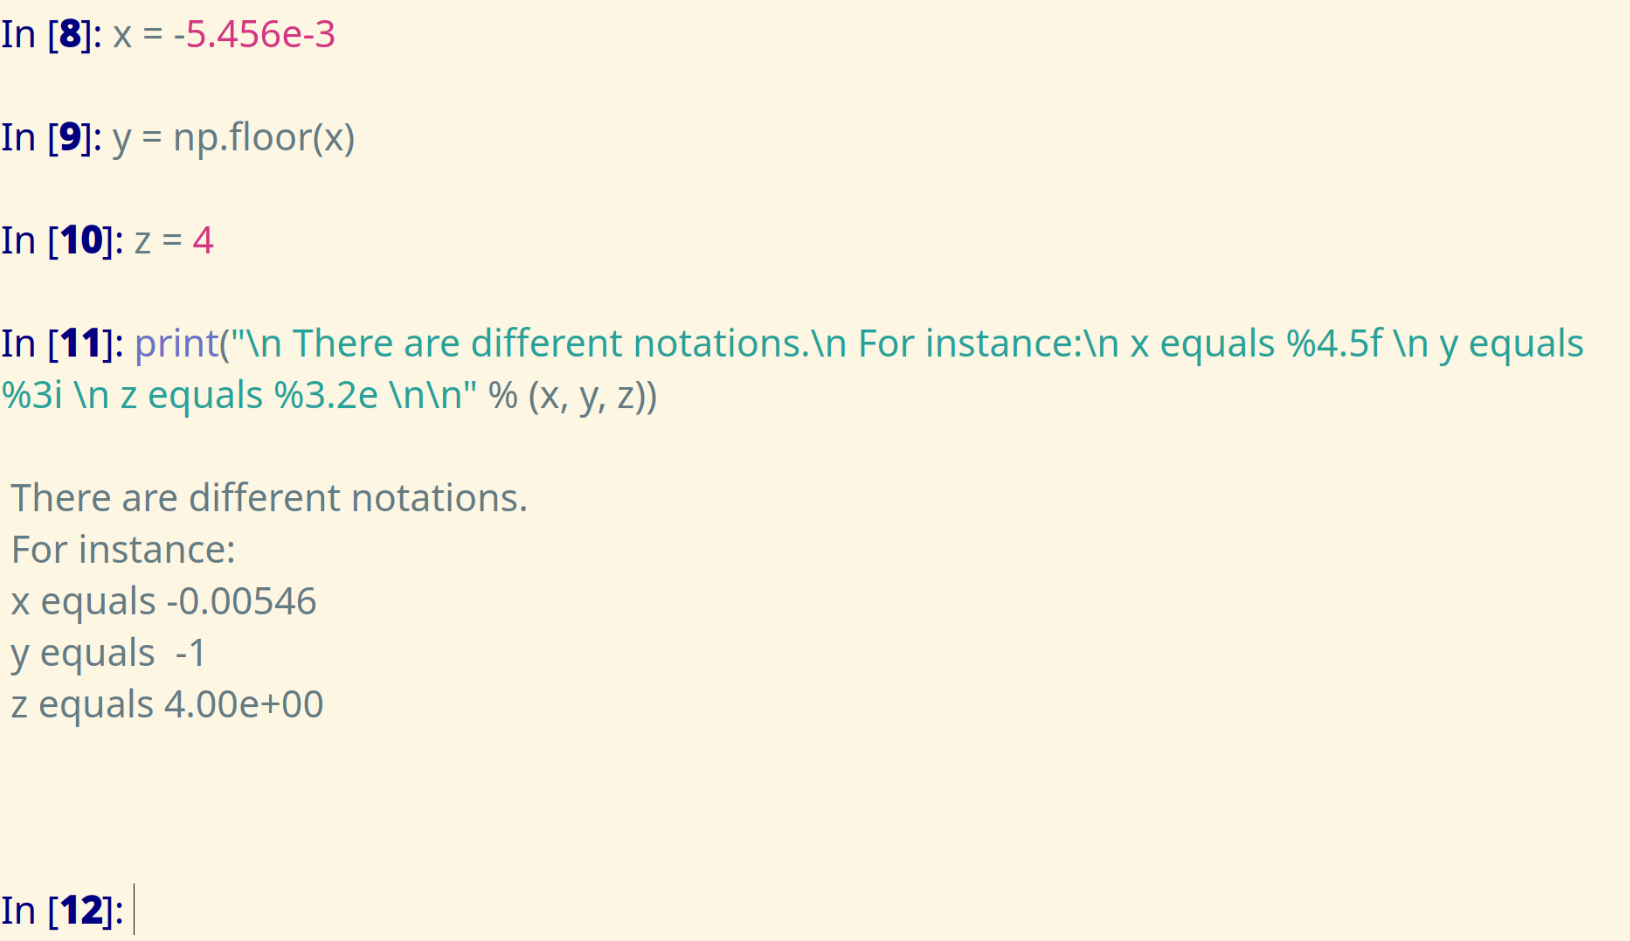 In [8]: x = -5.456e-3
In [9]: y = np.floor(x)
In [10]: z = 4
In [11]: print("\n There are different notations.\n For instance:\n x equals %4.5f \n y equals
%3i \n z equals %3.2e \n\n" % (x, y, z))
There are different notations.
For instance:
x equals -0.00546
y equals  -1
z equals 4.00e+00
In [12]: